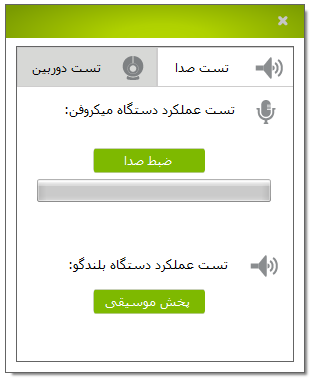 تست صدا
تست دوربین
تست عملکرد دستگاه میکروفن:
ضبط صدا
تست عملکرد دستگاه بلندگو:
پخش موسیقی